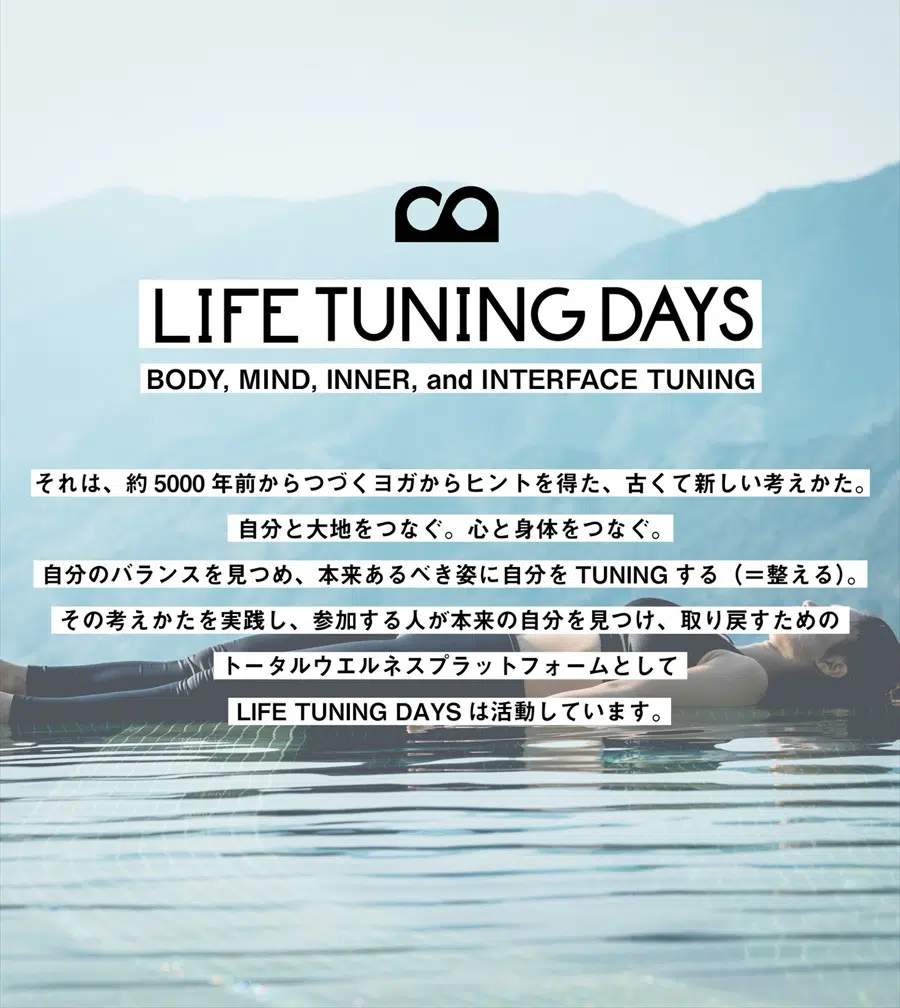 LIFE TUNING DAYS
BODY, MIND, INNER, and INTERFACE TUNING
それは、約5000年前からつづくヨガからヒントを得た、古くて新しい考えかた。
自分と大地をつなぐ。心と身体をつなぐ。
自分のバランスを見つめ、本来あるべき姿に自分をTUNINGする（＝整える）。
その考えかたを実践し、参加する人が本来の自分を見つけ、取り戻すための
トータルウエルネスプラットフォームとして
LIFE TUNING DAYSは活動しています。